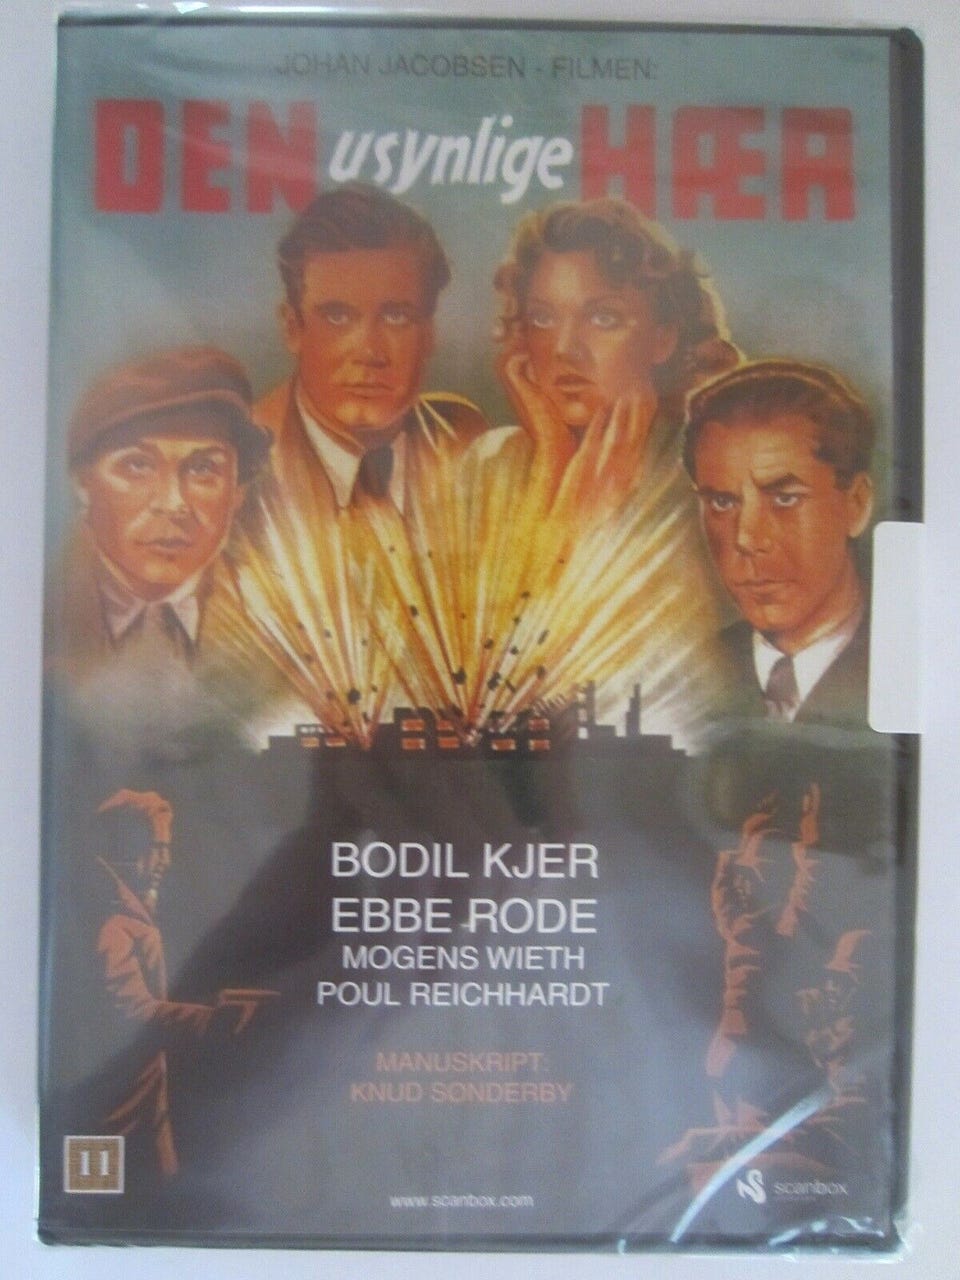 JOHAN JACOBSEN - FILMEN:
DEN usynlige HÆR
BODIL KJER
EBBE RODE
MOGENS WIETH
POUL REICHHARDT
MANUSKRIPT:
KNUD SØNDERBY
11
www.scanbox.com
scanbox